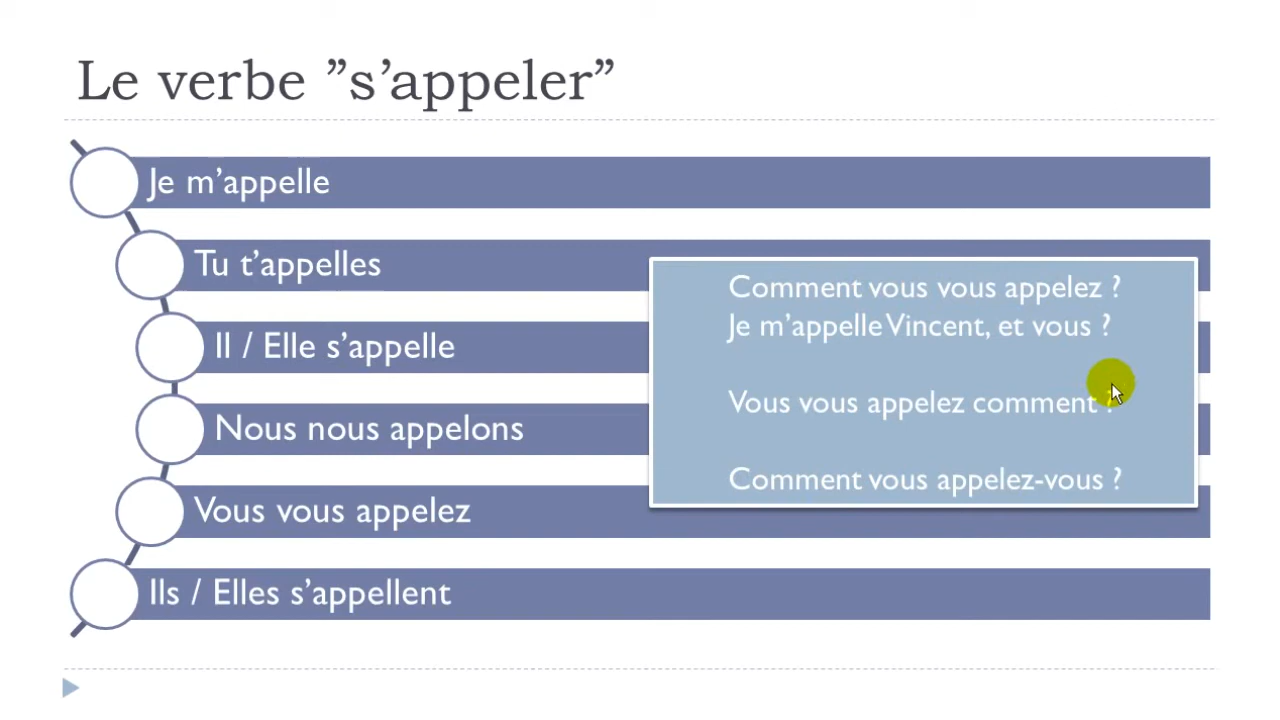 Le verbe ”s’appeler”
Je m’appelle
Tu t’appelles
Il / Elle s’appelle
Nous nous appelons
Vous vous appelez
Ils / Elles s’appellent
Comment vous vous appelez ?
Je m’appelle Vincent, et vous ?
Vous vous appelez comment ?
Comment vous appelez-vous ?